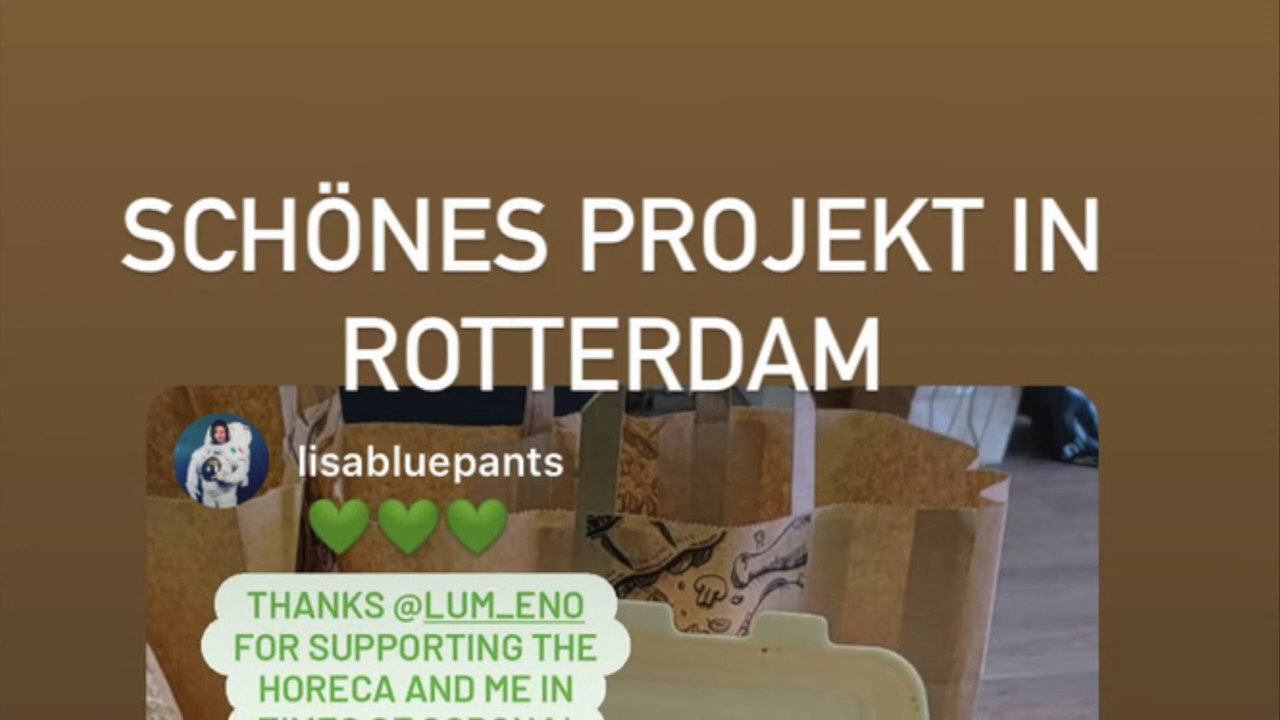 SCHÖNES PROJEKT IN
ROTTERDAM
lisabluepants
💚💚💚
THANKS @LUM_ENO
FOR SUPPORTING THE
HORECA AND ME IN